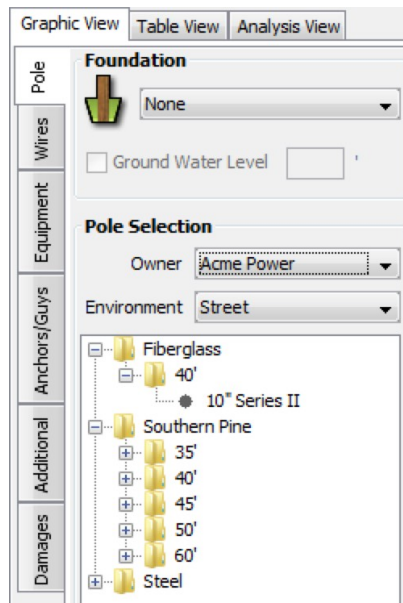 Graphic View Table View Analysis View
Pole
Wires
Equipment
Anchors/Guys
Additional
Damages
Foundation
None
Ground Water Level '
Pole Selection
Owner Acme Power
Environment Street
Fiberglass
40'
10" Series II
Southern Pine
35'
40'
45'
50'
60'
Steel